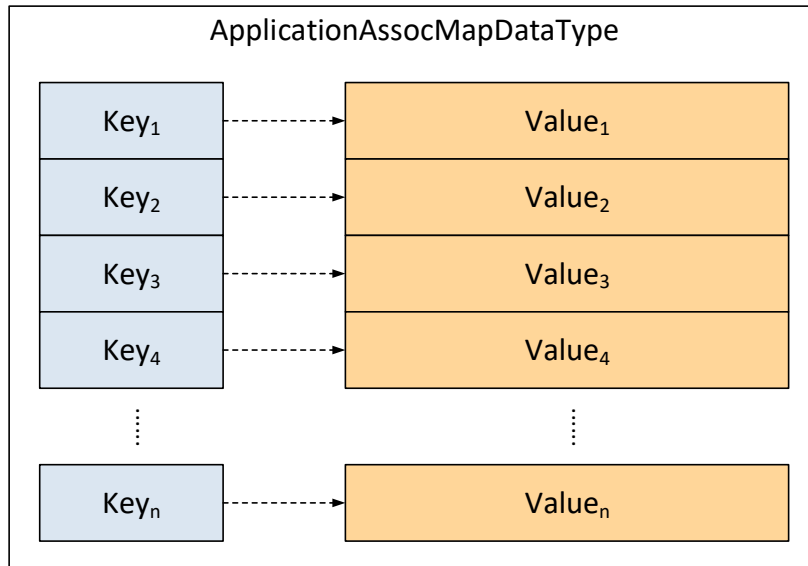 ApplicationAssocMapDataType
Key₁ Value₁
Key₂ Value₂
Key₃ Value₃
Key₄ Value₄
Keyₙ Valueₙ